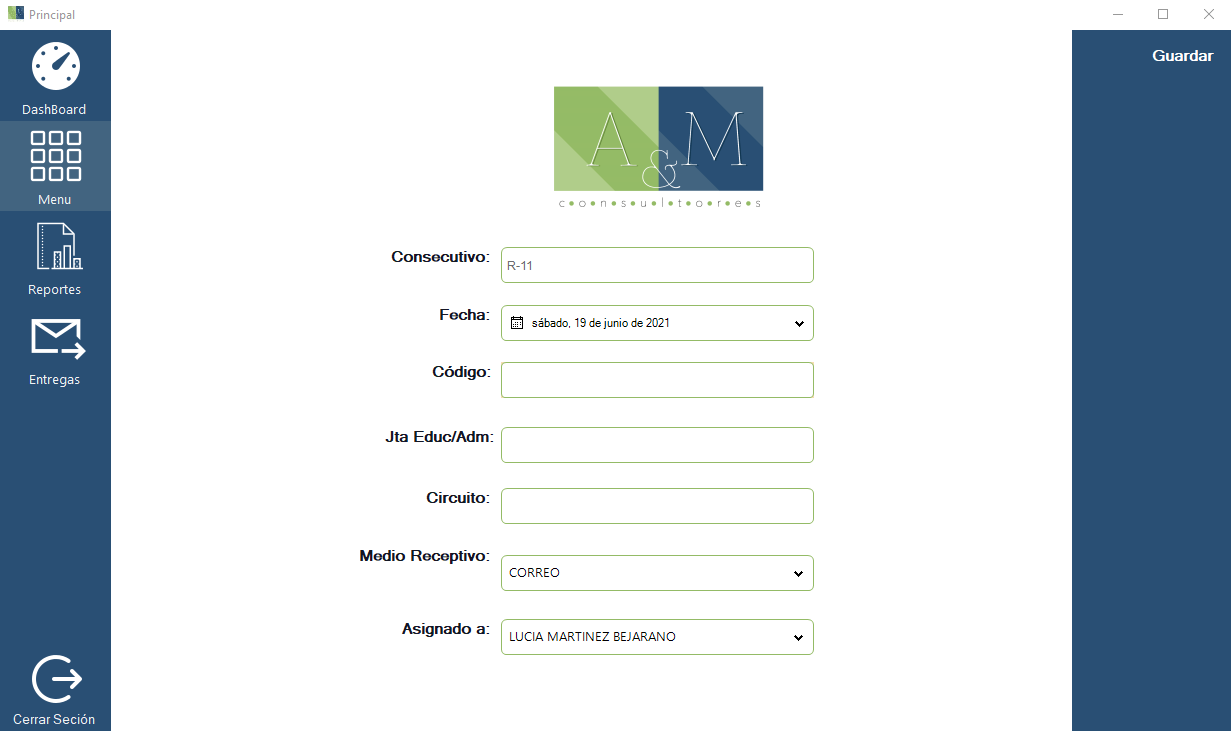 Principal
DashBoard
Menu
Reportes
Entregas
Cerrar Seción
A&M
c•o•n•s•u•l•t•o•r•e•s
Consecutivo: R-11
Fecha: sábado, 19 de junio de 2021
Código:
Jta Educ/Adm:
Circuito:
Medio Receptivo: CORREO
Asignado a: LUCIA MARTINEZ BEJARANO
Guardar